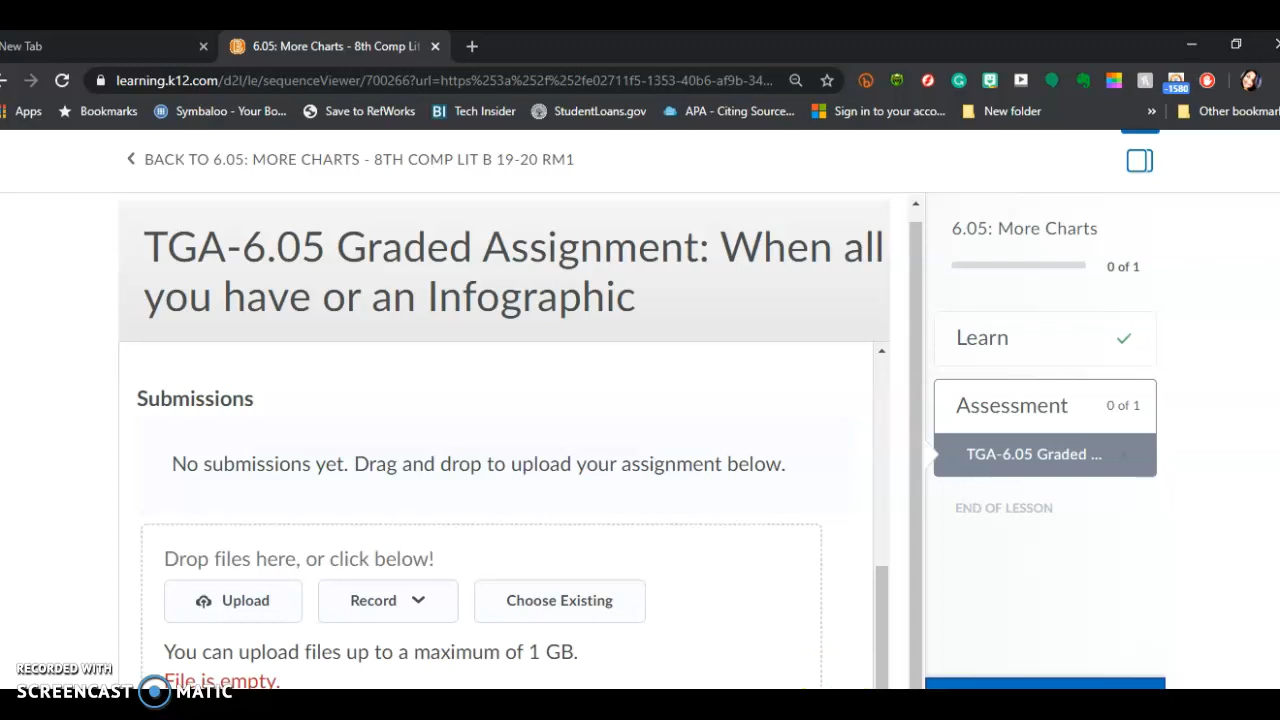 New Tab
6.05: More Charts - 8th Comp Lit
learning.k12.com/d2l/le/sequenceViewer/700266?url=https%253a%252f%252fe02711f5-1353-40b6-af9b-34...
-1580
Apps
Bookmarks
Symbaloo - Your Bo...
Save to RefWorks
BI Tech Insider
StudentLoans.gov
APA - Citing Source...
Sign in to your acco...
New folder
»
Other bookmar
BACK TO 6.05: MORE CHARTS - 8TH COMP LIT B 19-20 RM1
TGA-6.05 Graded Assignment: When all
you have or an Infographic
Submissions
No submissions yet. Drag and drop to upload your assignment below.
Drop files here, or click below!
Upload
Record
Choose Existing
You can upload files up to a maximum of 1 GB.
File is empty.
6.05: More Charts
0 of 1
Learn
Assessment
0 of 1
TGA-6.05 Graded ...
END OF LESSON
RECORDED WITH
SCREENCAST MATIC